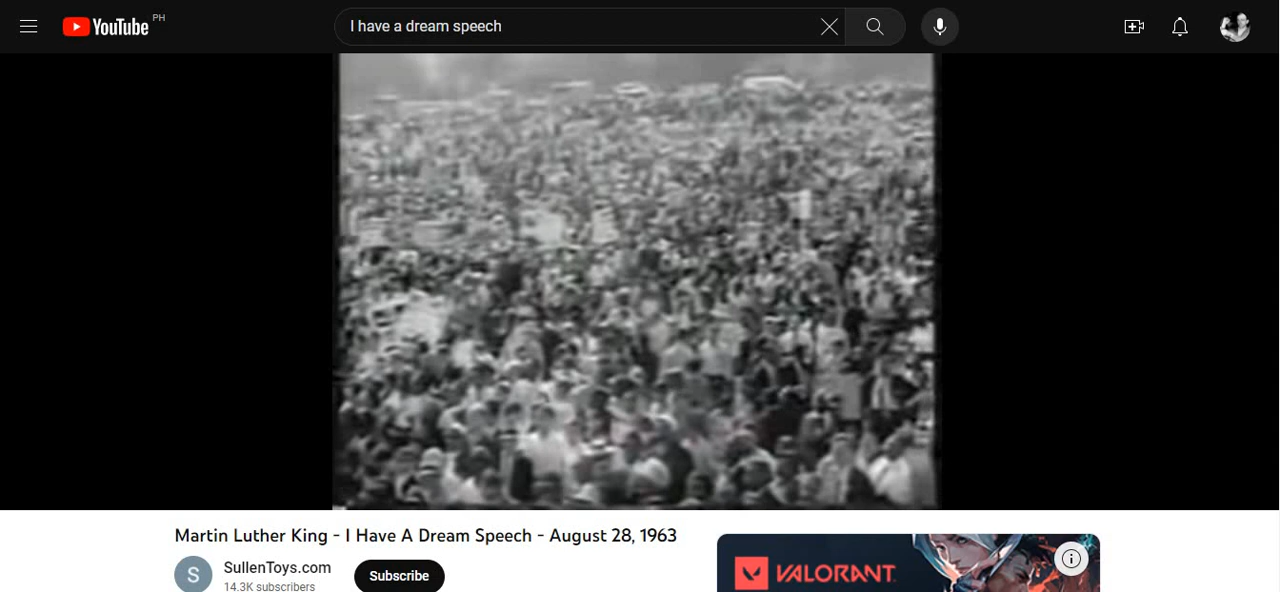 YouTube PH
I have a dream speech
Martin Luther King - I Have A Dream Speech - August 28, 1963
S
SullenToys.com
14.3K subscribers
Subscribe
VALORANT